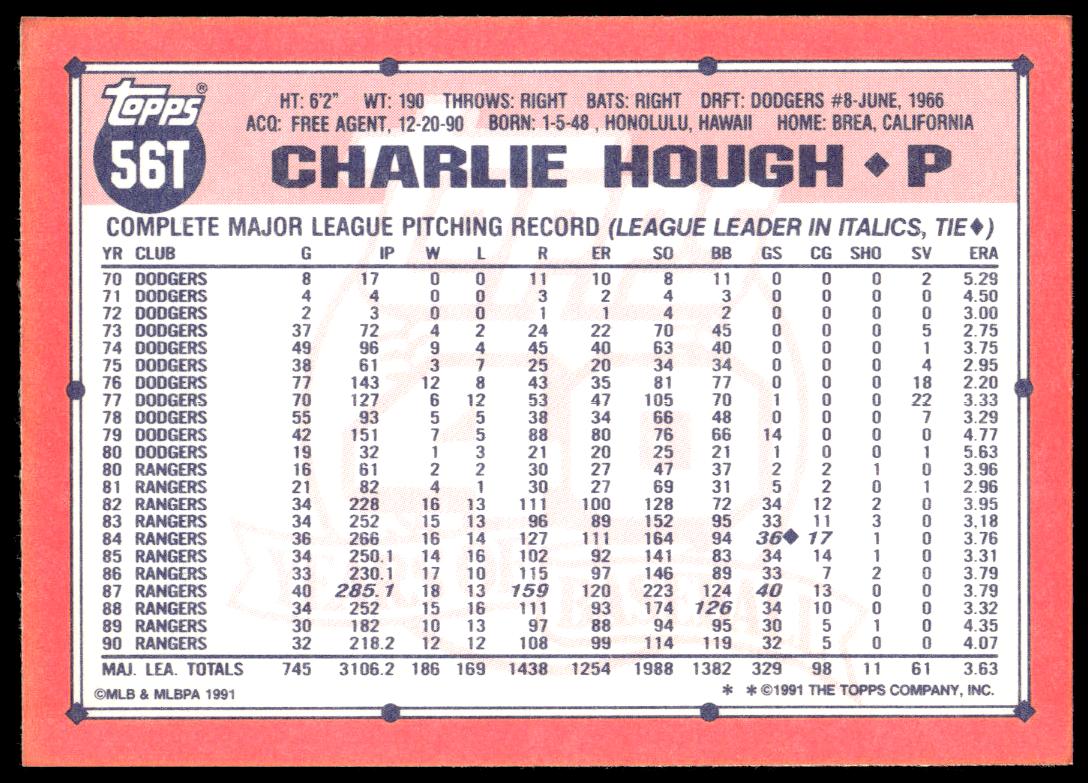 TOPPS®
56T
HT: 6'2" WT: 190 THROWS: RIGHT BATS: RIGHT DRFT: DODGERS #8-JUNE, 1966
ACQ: FREE AGENT, 12-20-90 BORN: 1-5-48 , HONOLULU, HAWAII HOME: BREA, CALIFORNIA
CHARLIE HOUGH ◆ P
COMPLETE MAJOR LEAGUE PITCHING RECORD (LEAGUE LEADER IN ITALICS, TIE◆)
YR CLUB G IP W L R ER SO BB GS CG SHO SV ERA
70 DODGERS 8 17 0 0 11 10 8 11 0 0 0 2 5.29
71 DODGERS 4 4 0 0 3 2 4 3 0 0 0 0 4.50
72 DODGERS 2 3 0 0 1 1 4 2 0 0 0 0 3.00
73 DODGERS 37 72 4 2 24 22 70 45 0 0 0 5 2.75
74 DODGERS 49 96 9 4 45 40 63 40 0 0 0 1 3.75
75 DODGERS 38 61 3 7 25 20 34 34 0 0 0 4 2.95
76 DODGERS 77 143 12 8 43 35 81 77 0 0 0 18 2.20
77 DODGERS 70 127 6 12 53 47 105 70 1 0 0 22 3.33
78 DODGERS 55 93 5 5 38 34 66 48 0 0 0 7 3.29
79 DODGERS 42 151 7 5 88 80 76 66 14 0 0 0 4.77
80 DODGERS 19 32 1 3 21 20 25 21 1 0 0 1 5.63
80 RANGERS 16 61 2 2 30 27 47 37 2 2 1 0 3.96
81 RANGERS 21 82 4 1 30 27 69 31 5 2 0 1 2.96
82 RANGERS 34 228 16 13 111 100 128 72 34 12 2 0 3.95
83 RANGERS 34 252 15 13 96 89 152 95 33 11 3 0 3.18
84 RANGERS 36 266 16 14 127 111 164 94 36◆ 17 1 0 3.76
85 RANGERS 34 250.1 14 16 102 92 141 83 34 14 1 0 3.31
86 RANGERS 33 230.1 17 10 115 97 146 89 33 7 2 0 3.79
87 RANGERS 40 285.1 18 13 159 120 223 124 40 13 0 0 3.79
88 RANGERS 34 252 15 16 111 93 174 126 34 10 0 0 3.32
89 RANGERS 30 182 10 13 97 88 94 95 30 5 1 0 4.35
90 RANGERS 32 218.2 12 12 108 99 114 119 32 5 0 0 4.07
MAJ. LEA. TOTALS 745 3106.2 186 169 1438 1254 1988 1382 329 98 11 61 3.63
©MLB & MLBPA 1991 * *©1991 THE TOPPS COMPANY, INC.